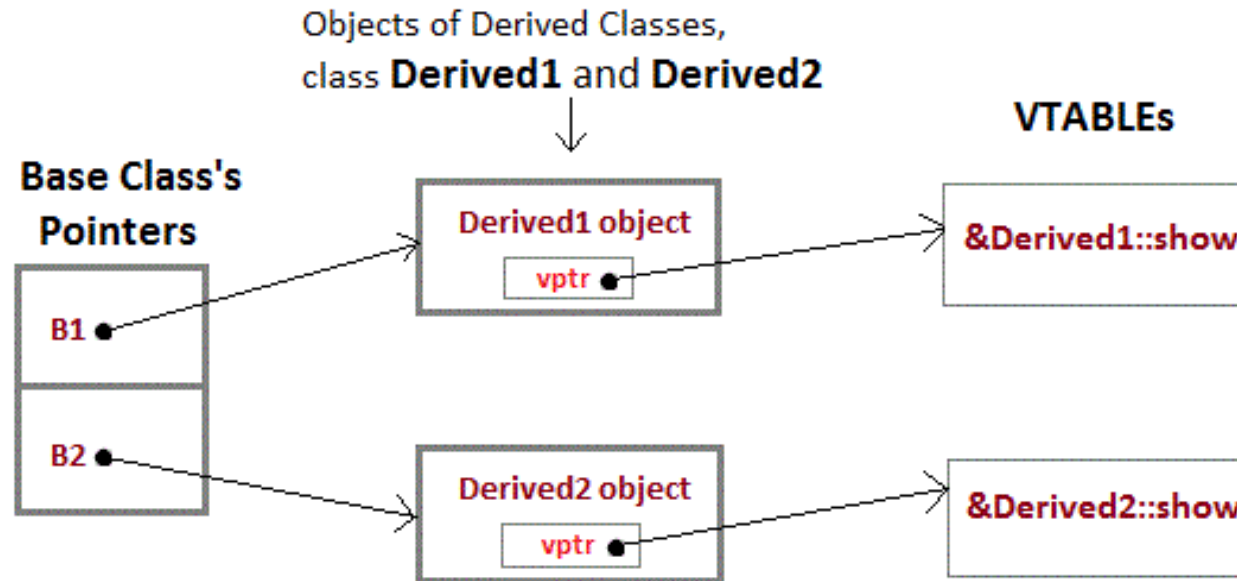 Objects of Derived Classes,
class Derived1 and Derived2
VTABLEs
Base Class's
Pointers
Derived1 object
vptr
&Derived1::show
B1
B2
Derived2 object
vptr
&Derived2::show